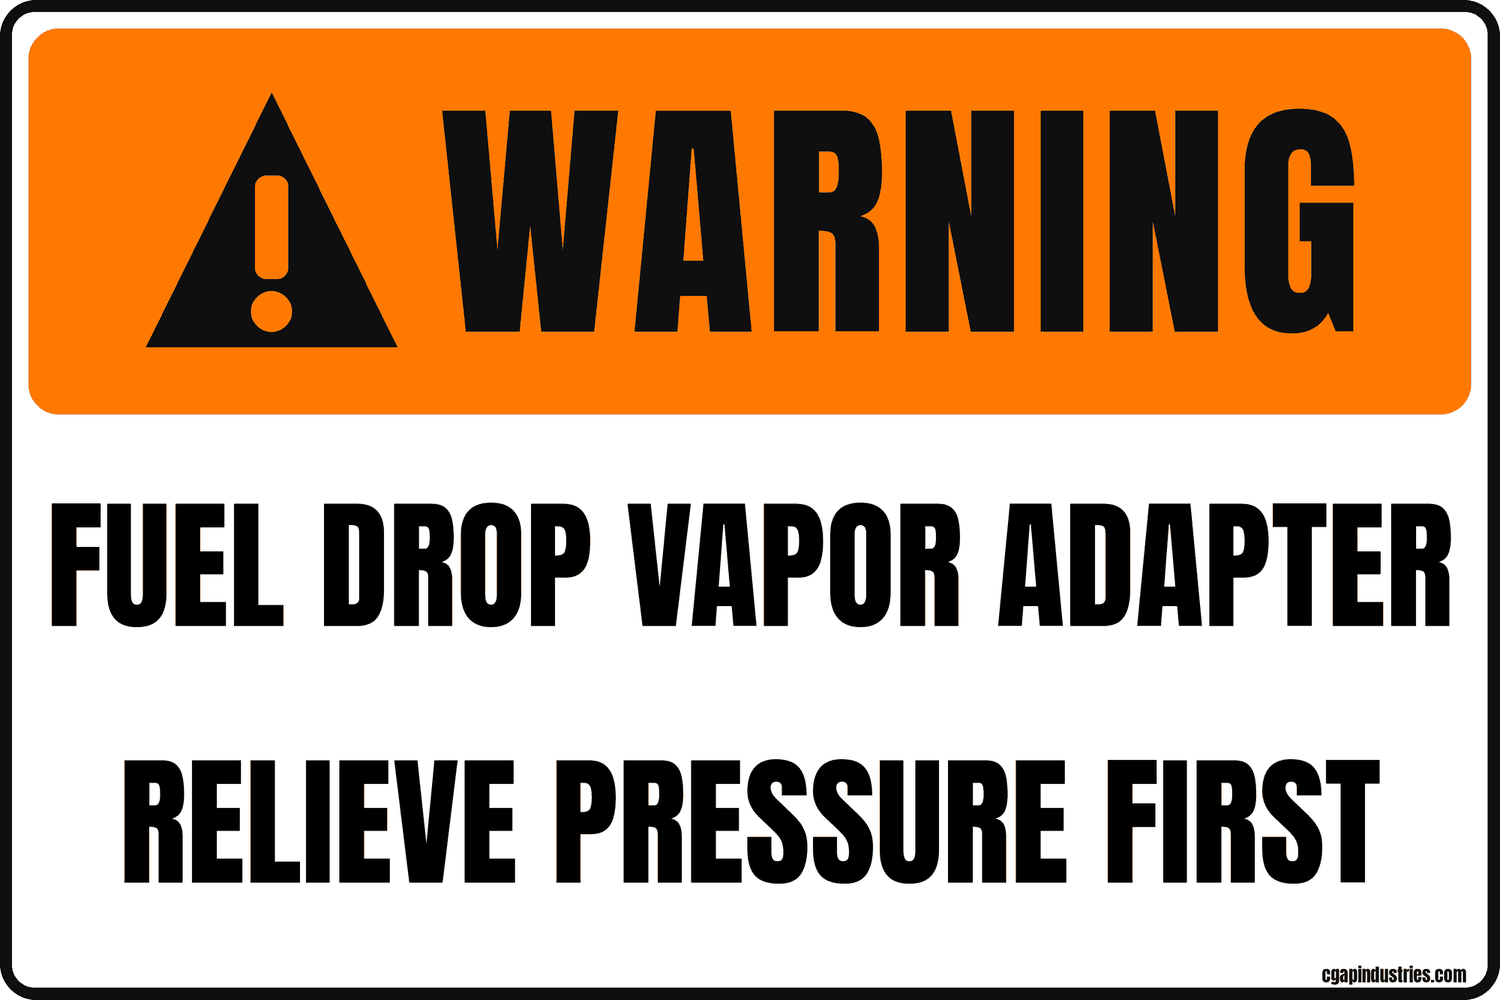 WARNING
FUEL DROP VAPOR ADAPTER
RELIEVE PRESSURE FIRST
cgapindustries.com